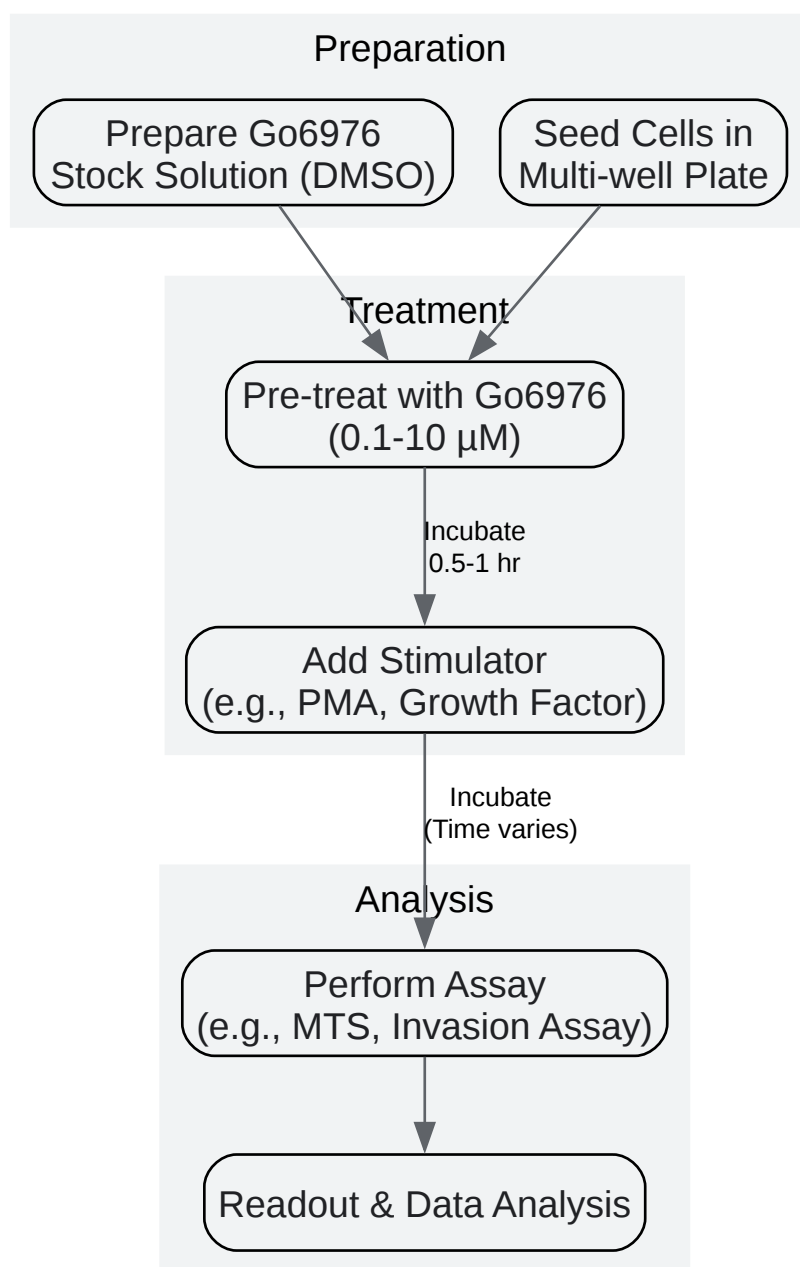 Preparation
Prepare Go6976
Stock Solution (DMSO)
Seed Cells in
Multi-well Plate
Treatment
Pre-treat with Go6976
(0.1-10 µM)
Incubate
0.5-1 hr
Add Stimulator
(e.g., PMA, Growth Factor)
Incubate
(Time varies)
Analysis
Perform Assay
(e.g., MTS, Invasion Assay)
Readout & Data Analysis